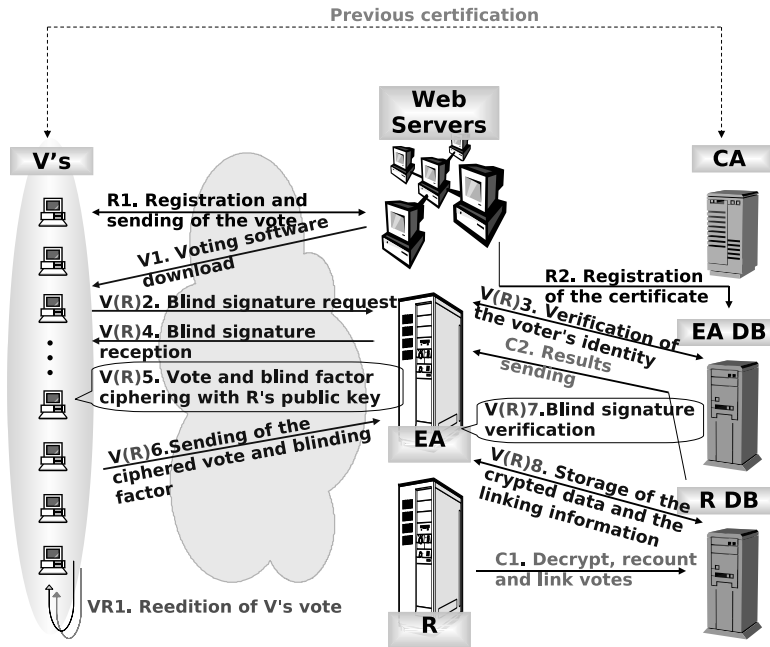 Previous certification
Web
Servers
V's
CA
R1. Registration and
sending of the vote
V1. Voting software
download
R2. Registration
of the certificate
V(R)2. Blind signature request
V(R)3. Verification of
the voter's identity
EA DB
V(R)4. Blind signature
reception
C2. Results
sending
V(R)5. Vote and blind factor
ciphering with R's public key
V(R)7.Blind signature
verification
EA
V(R)6.Sending of the
ciphered vote and blinding
factor
V(R)8. Storage of the
crypted data and the
linking information
R DB
C1. Decrypt, recount
and link votes
VR1. Reedition of V's vote
R